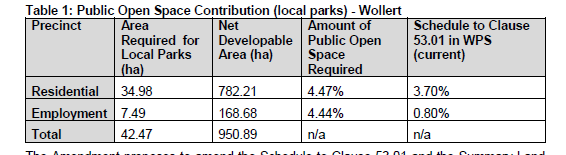 Table 1: Public Open Space Contribution (local parks) - Wollert
Precinct Area Required for Local Parks (ha) Net Developable Area (ha) Amount of Public Open Space Required Schedule to Clause 53.01 in WPS (current)
Residential 34.98 782.21 4.47% 3.70%
Employment 7.49 168.68 4.44% 0.80%
Total 42.47 950.89 n/a n/a
The Amendment proposes to amend the Schedule to Clause 53.01 and the Summary Land